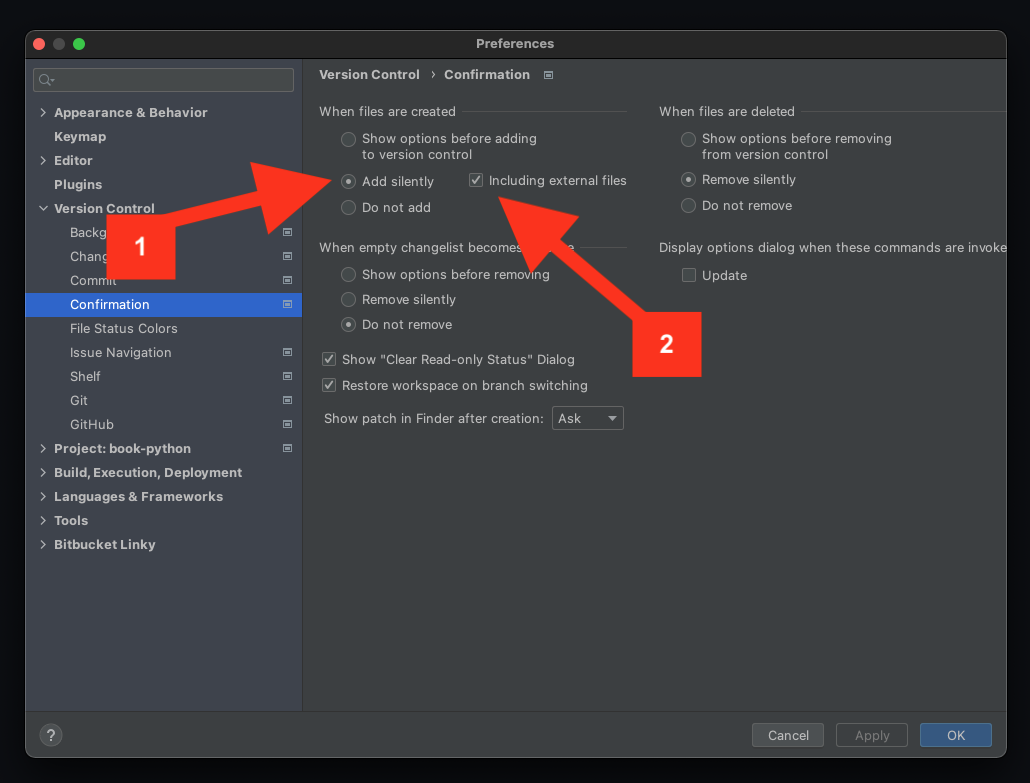 Preferences
Appearance & Behavior
Keymap
Editor
Plugins
Version Control
Backg
Chang
Commit
Confirmation
File Status Colors
Issue Navigation
Shelf
Git
GitHub
Project: book-python
Build, Execution, Deployment
Languages & Frameworks
Tools
Bitbucket Linky
Version Control › Confirmation
When files are created
Show options before adding
to version control
Add silently
Including external files
Do not add
When files are deleted
Show options before removing
from version control
Remove silently
Do not remove
When empty changelist becomes
Show options before removing
Remove silently
Do not remove
Display options dialog when these commands are invoke
Update
Show "Clear Read-only Status" Dialog
Restore workspace on branch switching
Show patch in Finder after creation: Ask
1
2
?
Cancel
Apply
OK